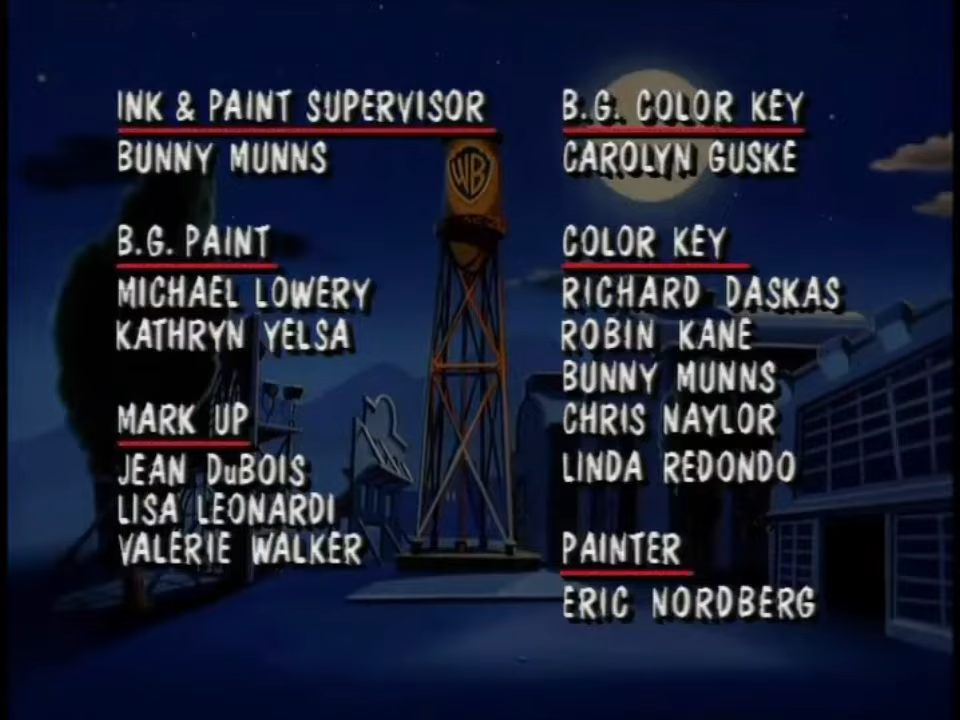 INK & PAINT SUPERVISOR
BUNNY MUNNS
B.G. PAINT
MICHAEL LOWERY
KATHRYN YELSA
MARK UP
JEAN DuBOIS
LISA LEONARDI
VALERIE WALKER
B.G. COLOR KEY
CAROLYN GUSKE
COLOR KEY
RICHARD DASKAS
ROBIN KANE
BUNNY MUNNS
CHRIS NAYLOR
LINDA REDONDO
PAINTER
ERIC NORDBERG
WB